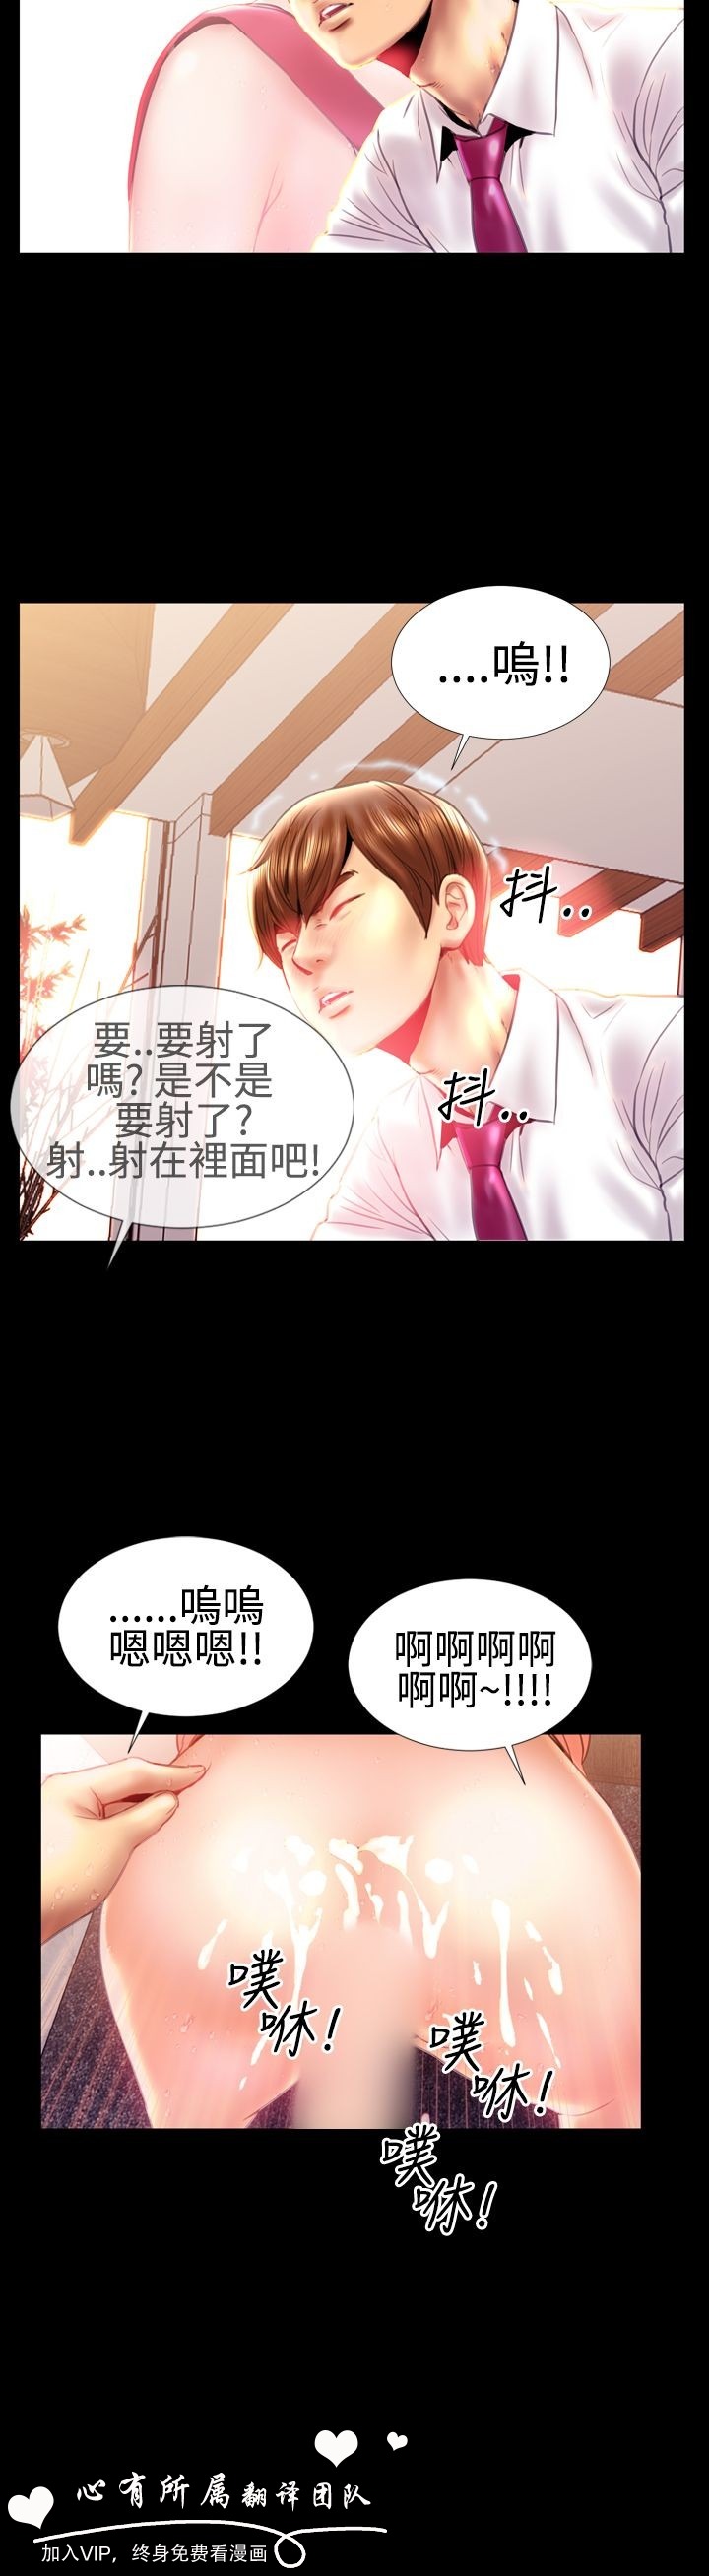 ....嗚!!
抖..
要..要射了
嗎? 是不是
要射了?
射..射在裡面吧!
抖..
......嗚嗚
嗯嗯嗯!!
啊啊啊啊
啊啊~!!!!
噗
咻!
噗
咻!
噗
咻!
心有所属翻译团队
加入VIP，终身免费看漫画